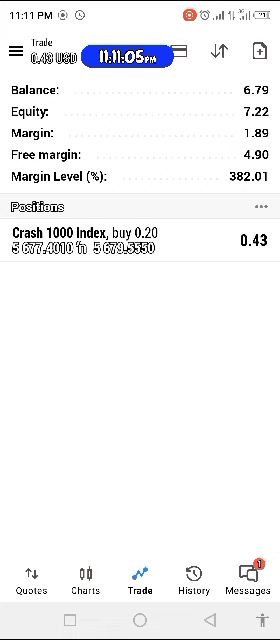 11:11 PM
Trade
0.43 USD
11:11:05PM
Balance: 6.79
Equity: 7.22
Margin: 1.89
Free margin: 4.90
Margin Level (%): 382.01
Positions
Crash 1000 Index, buy 0.20
5 677.4010 5 679.5550
0.43
1
Quotes Charts Trade History Messages